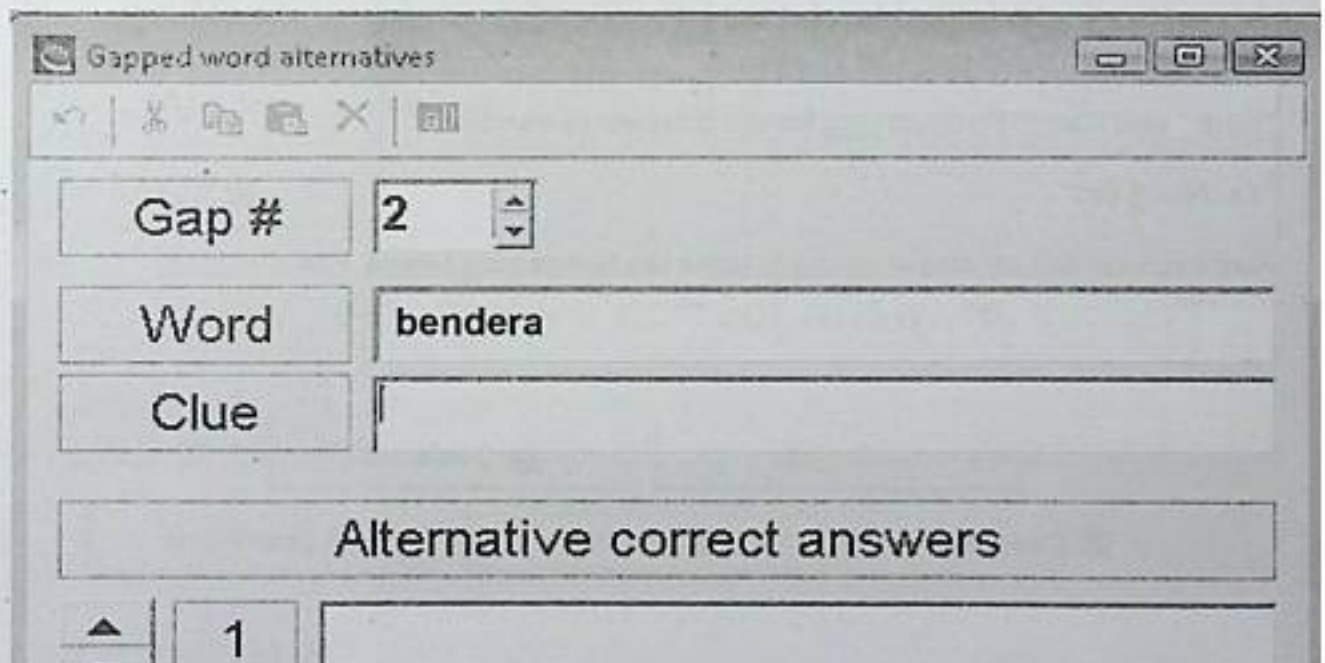 Gapped word alternatives
Gap # 2
Word bendera
Clue
Alternative correct answers
1